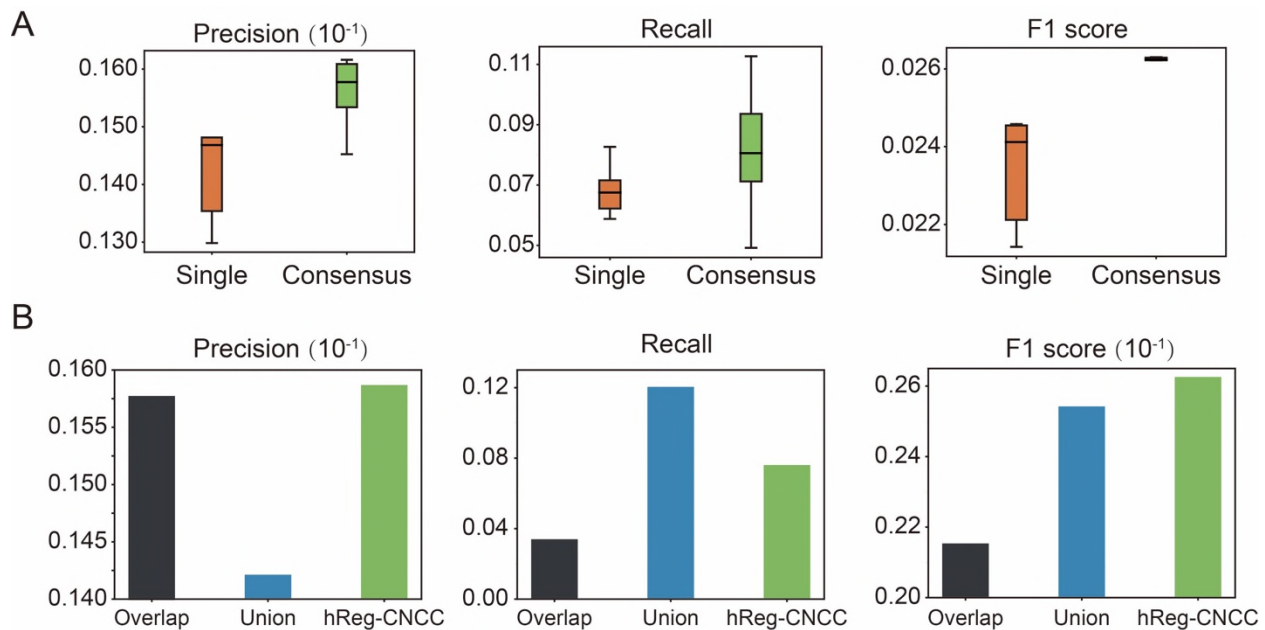 A
Precision (10⁻¹)
0.160
0.150
0.140
0.130
Single
Consensus
Recall
0.11
0.09
0.07
0.05
Single
Consensus
F1 score
0.026
0.024
0.022
Single
Consensus
B
Precision (10⁻¹)
0.160
0.155
0.150
0.145
0.140
Overlap
Union
hReg-CNCC
Recall
0.12
0.08
0.04
0.00
Overlap
Union
hReg-CNCC
F1 score (10⁻¹)
0.26
0.24
0.22
0.20
Overlap
Union
hReg-CNCC